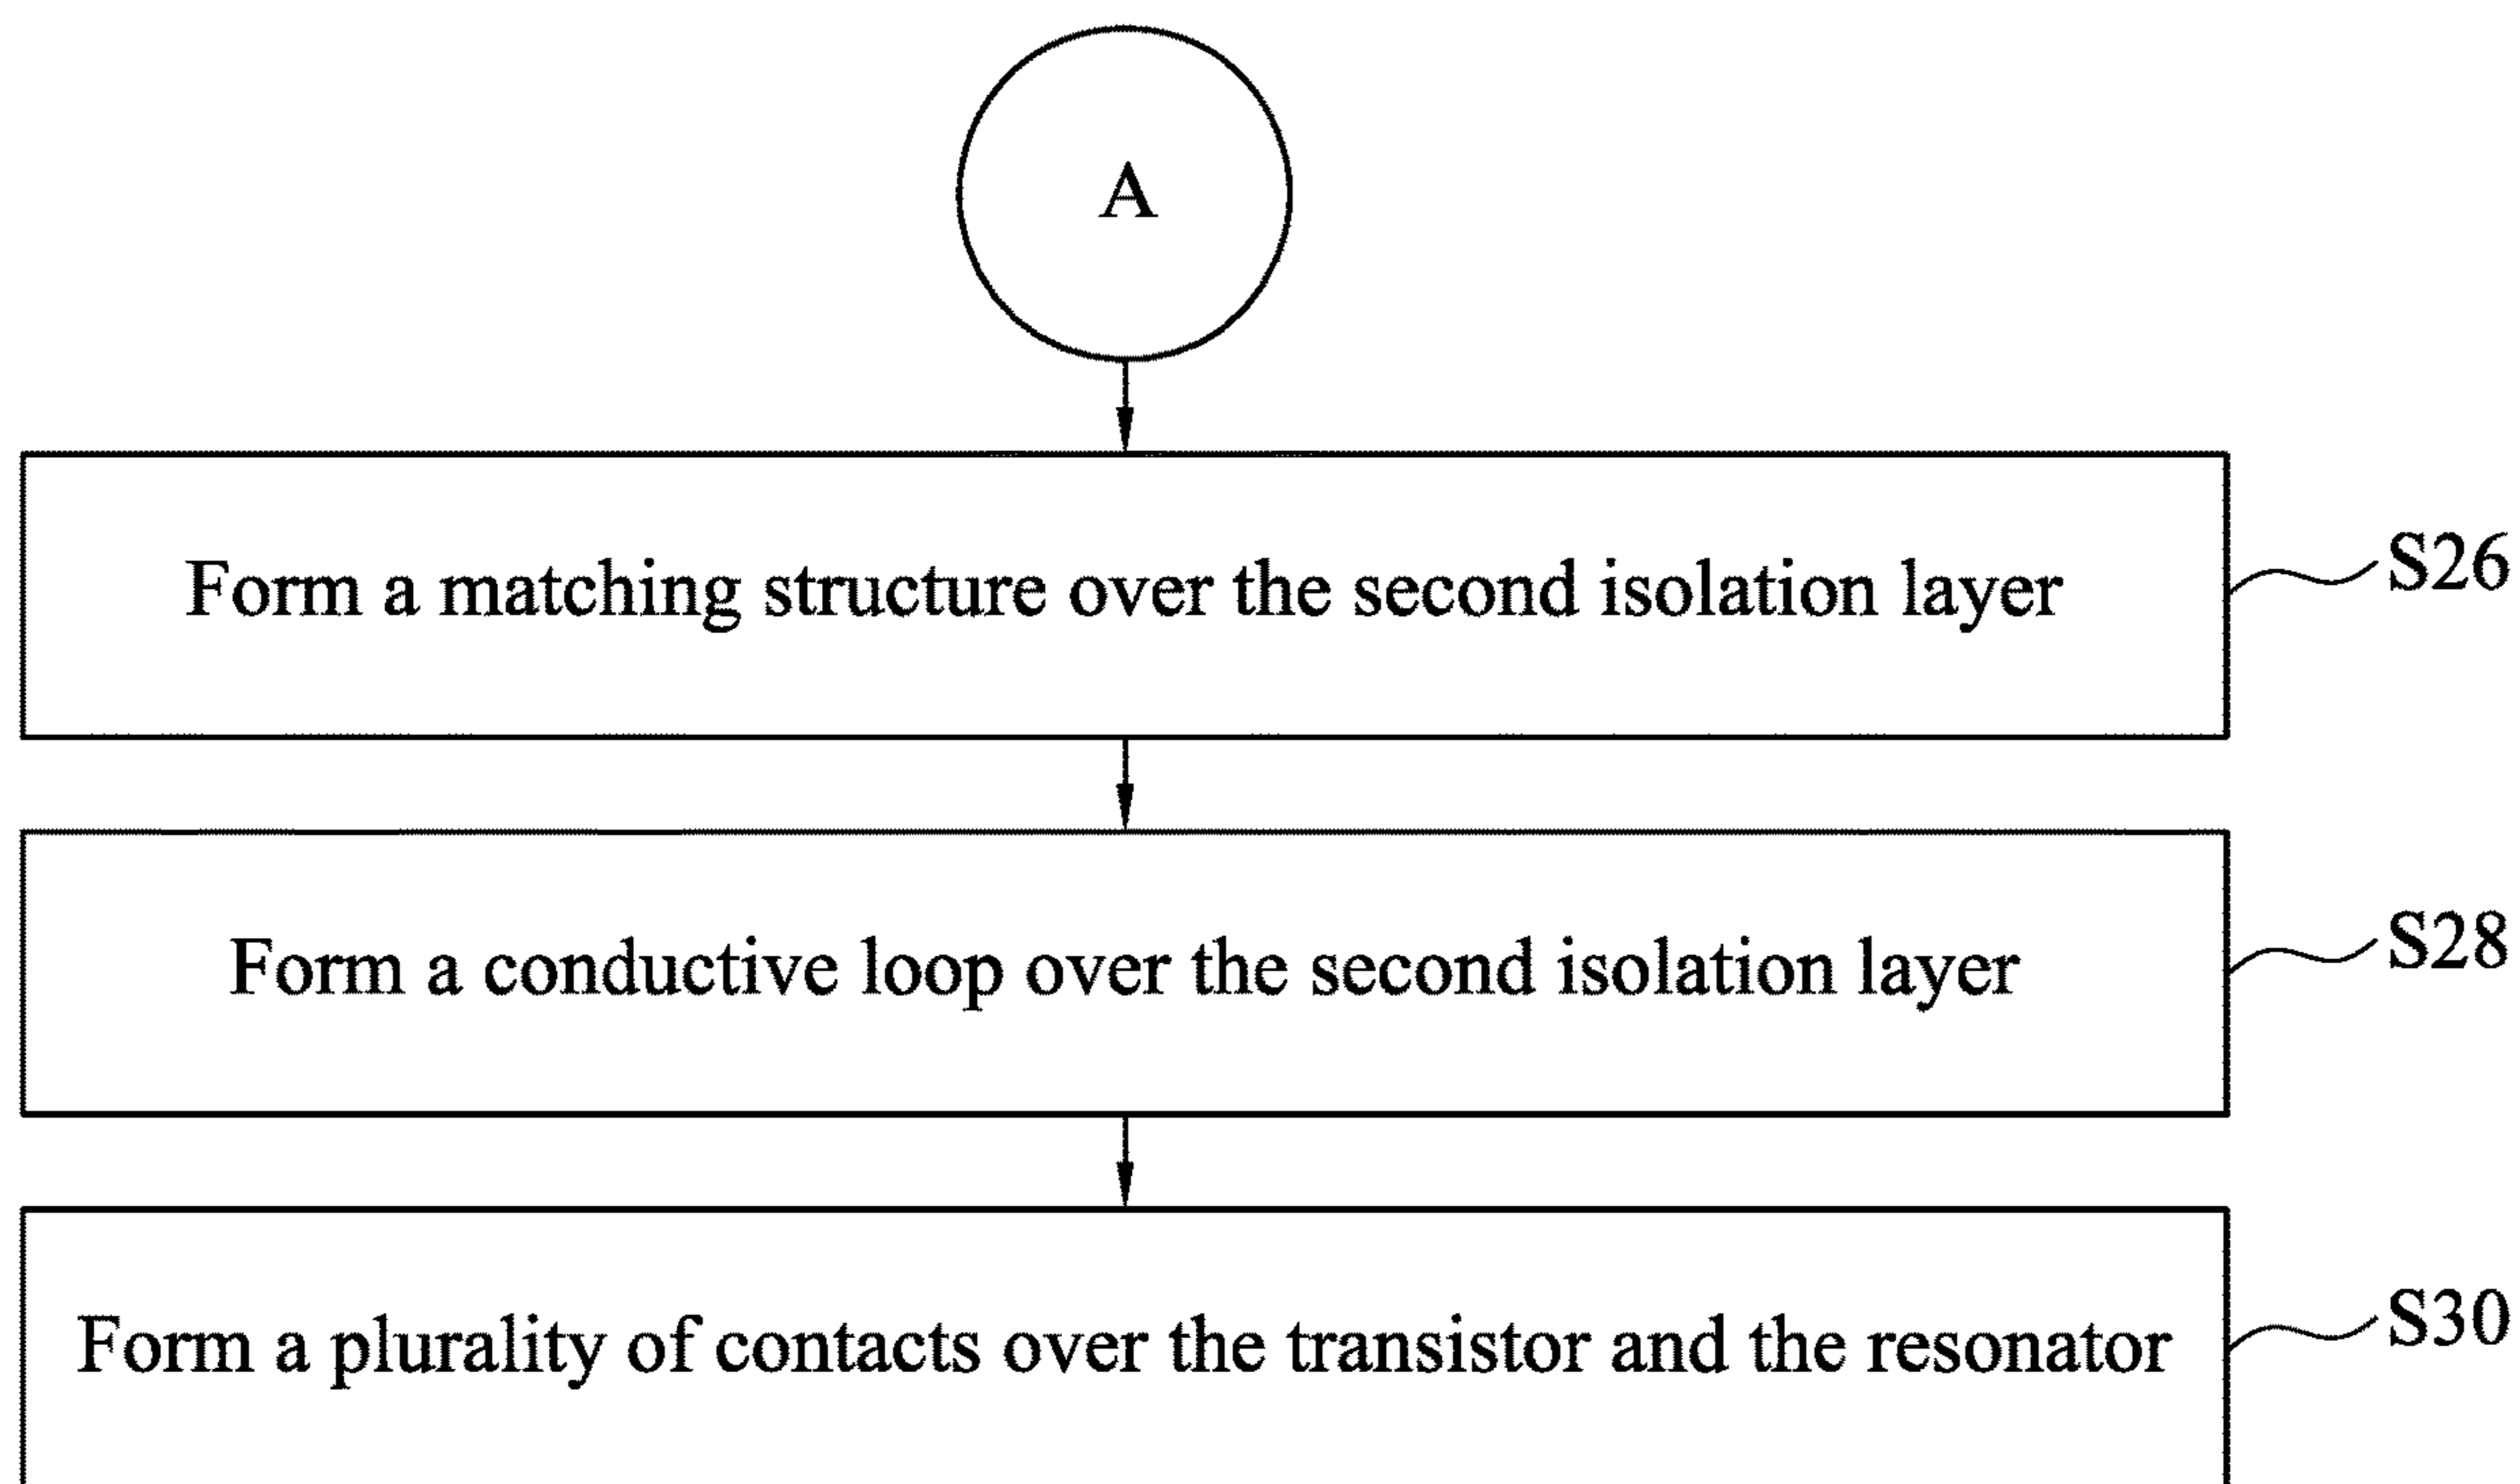 A
Form a matching structure over the second isolation layer
S26
Form a conductive loop over the second isolation layer
S28
Form a plurality of contacts over the transistor and the resonator
S30